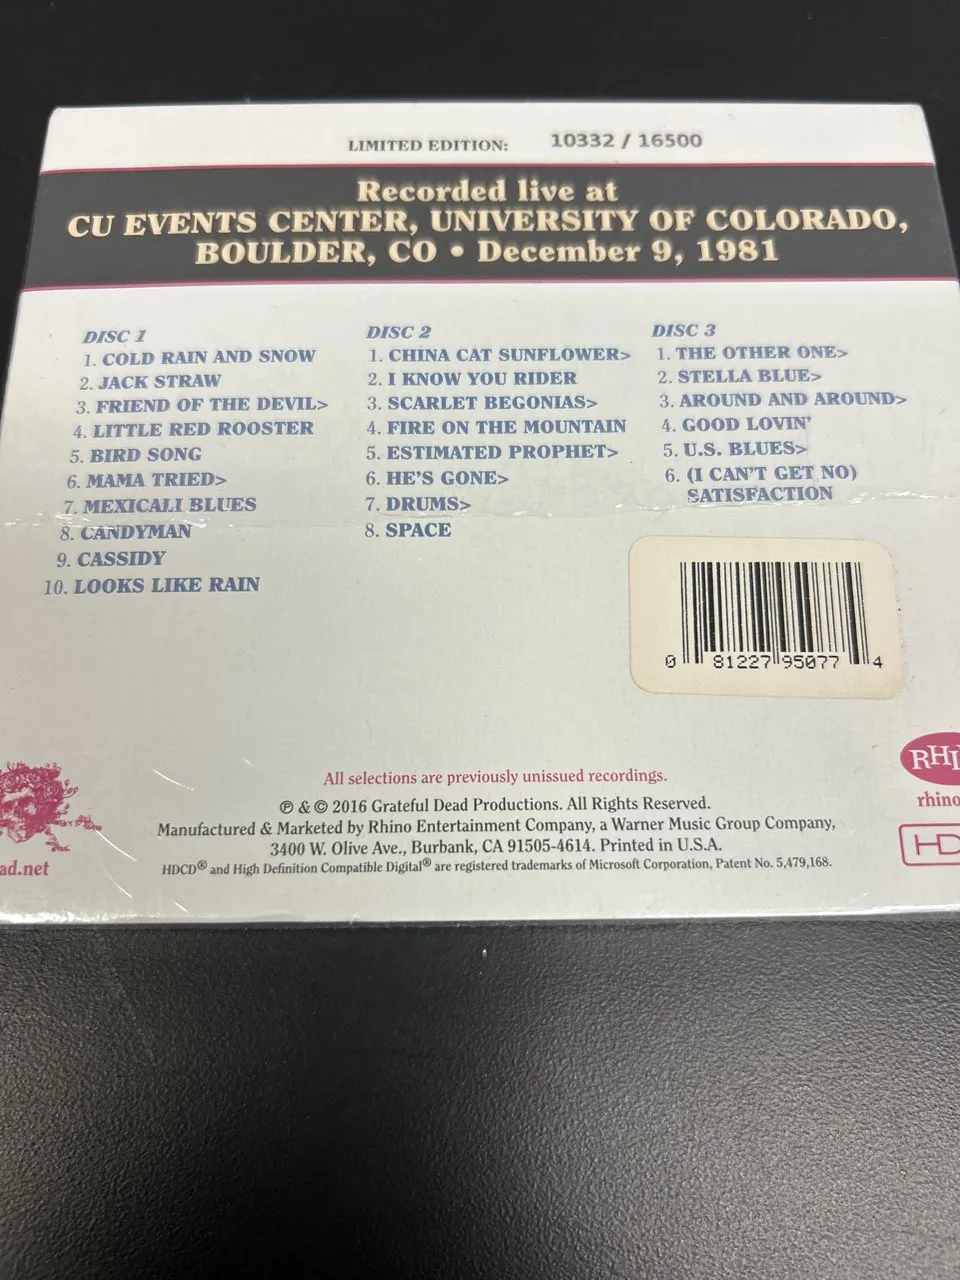 LIMITED EDITION: 10332 / 16500
Recorded live at
CU EVENTS CENTER, UNIVERSITY OF COLORADO,
BOULDER, CO • December 9, 1981
DISC 1
1. COLD RAIN AND SNOW
2. JACK STRAW
3. FRIEND OF THE DEVIL>
4. LITTLE RED ROOSTER
5. BIRD SONG
6. MAMA TRIED>
7. MEXICALI BLUES
8. CANDYMAN
9. CASSIDY
10. LOOKS LIKE RAIN
DISC 2
1. CHINA CAT SUNFLOWER>
2. I KNOW YOU RIDER
3. SCARLET BEGONIAS>
4. FIRE ON THE MOUNTAIN
5. ESTIMATED PROPHET>
6. HE'S GONE>
7. DRUMS>
8. SPACE
DISC 3
1. THE OTHER ONE>
2. STELLA BLUE>
3. AROUND AND AROUND>
4. GOOD LOVIN'
5. U.S. BLUES>
6. (I CAN'T GET NO)
SATISFACTION
0 81227 95077 4
All selections are previously unissued recordings.
℗ & © 2016 Grateful Dead Productions. All Rights Reserved.
Manufactured & Marketed by Rhino Entertainment Company, a Warner Music Group Company,
3400 W. Olive Ave., Burbank, CA 91505-4614. Printed in U.S.A.
HDCD® and High Definition Compatible Digital® are registered trademarks of Microsoft Corporation, Patent No. 5,479,168.
ad.net
RHI
rhino
HD